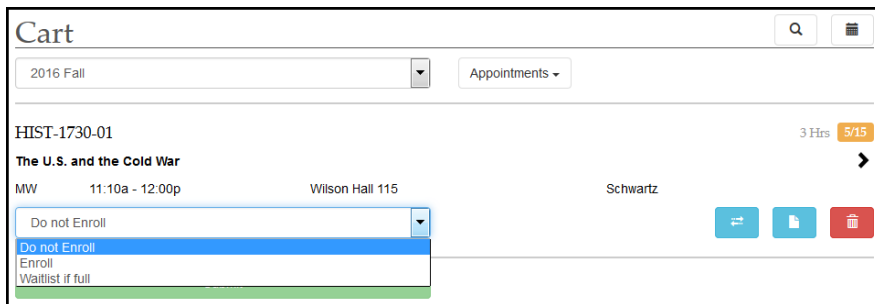 Cart
2016 Fall
Appointments
HIST-1730-01
3 Hrs 5/15
The U.S. and the Cold War
MW 11:10a - 12:00p Wilson Hall 115 Schwartz
Do not Enroll
Do not Enroll
Enroll
Waitlist if full